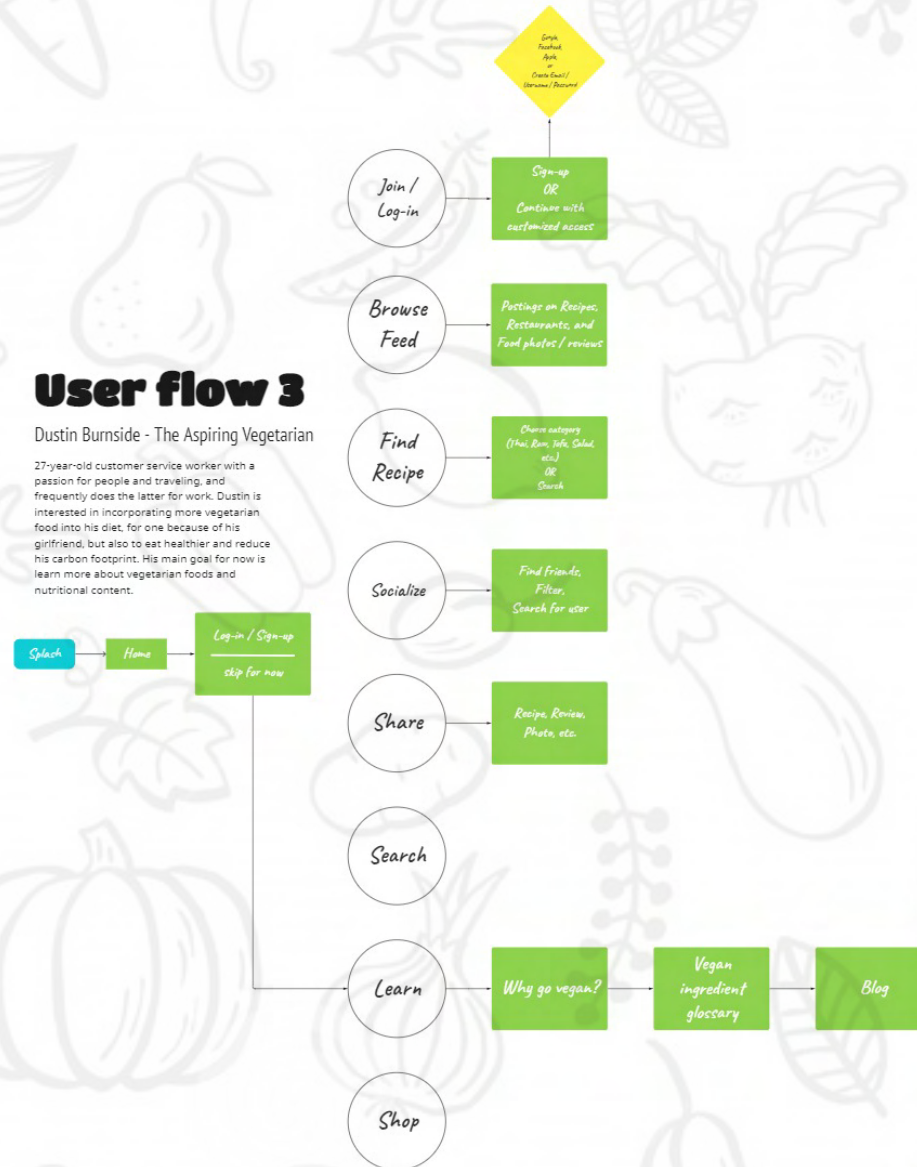 Google,
Facebook,
Apple,
or
Create Email /
Username / Password
Join /
Log-in
Sign-up
OR
Continue with
customized access
Browse
Feed
Postings on Recipes,
Restaurants, and
Food photos / reviews
User flow 3
Dustin Burnside - The Aspiring Vegetarian
27-year-old customer service worker with a
passion for people and traveling, and
frequently does the latter for work. Dustin is
interested in incorporating more vegetarian
food into his diet, for one because of his
girlfriend, but also to eat healthier and reduce
his carbon footprint. His main goal for now is
learn more about vegetarian foods and
nutritional content.
Find
Recipe
Choose category
(Thai, Raw, Tofu, Salad,
etc.)
OR
Search
Socialize
Find friends,
Filter,
Search for user
Splash
Home
Log-in / Sign-up
skip for now
Share
Recipe, Review,
Photo, etc.
Search
Learn
Why go vegan?
Vegan
ingredient
glossary
Blog
Shop